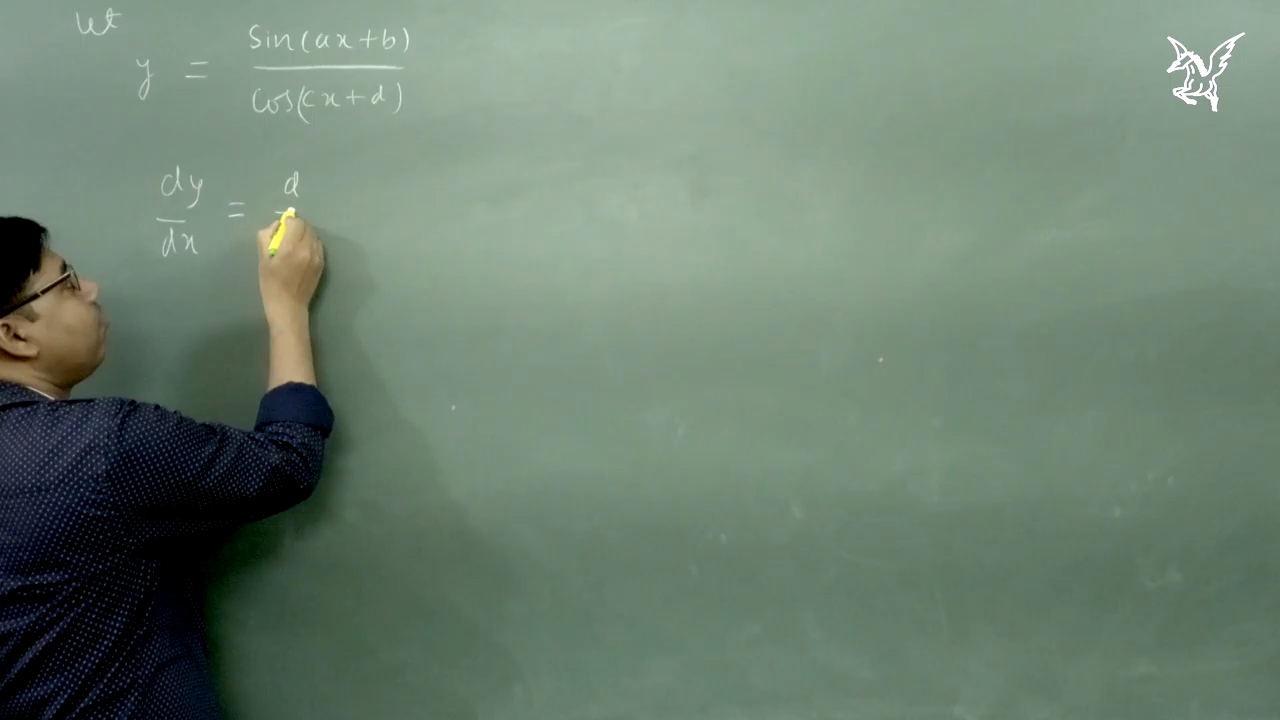 Let
y = sin(ax+b) / cos(cx+d)
dy/dx = d